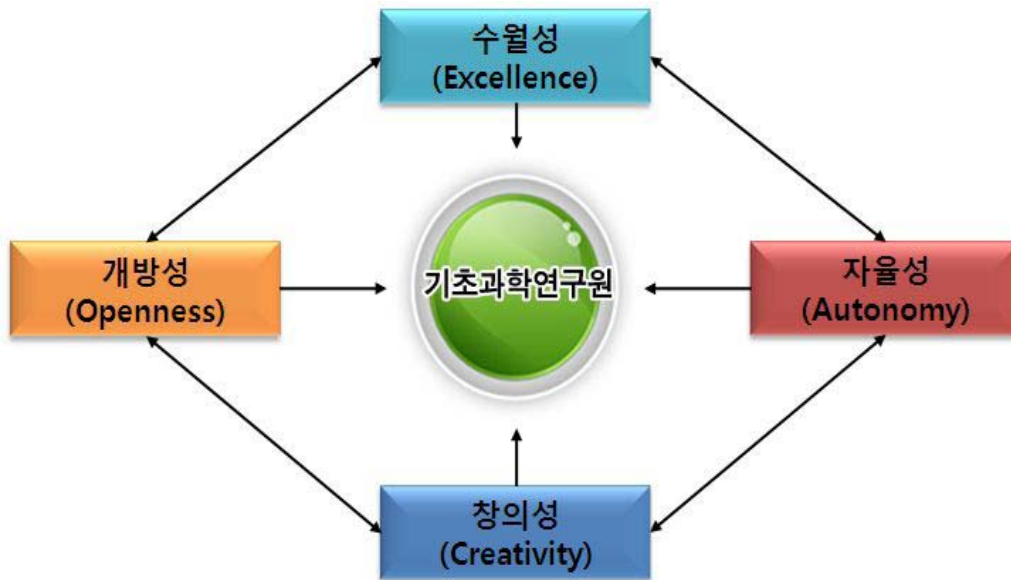 수월성
(Excellence)
개방성
(Openness)
기초과학연구원
자율성
(Autonomy)
창의성
(Creativity)